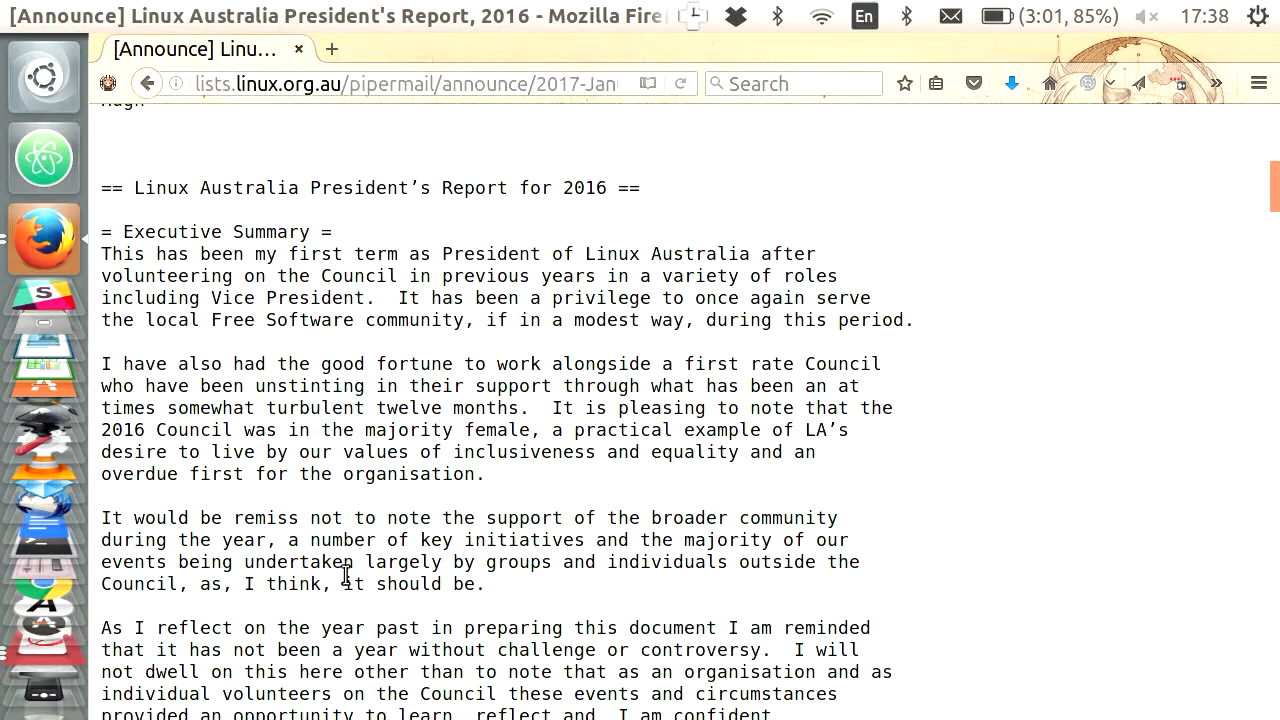 [Announce] Linux Australia President's Report, 2016 - Mozilla Fire
En
(3:01, 85%)
17:38
[Announce] Linu...
lists.linux.org.au/pipermail/announce/2017-Jan
Search
Hugh
== Linux Australia President’s Report for 2016 ==
= Executive Summary =
This has been my first term as President of Linux Australia after
volunteering on the Council in previous years in a variety of roles
including Vice President.  It has been a privilege to once again serve
the local Free Software community, if in a modest way, during this period.
I have also had the good fortune to work alongside a first rate Council
who have been unstinting in their support through what has been an at
times somewhat turbulent twelve months.  It is pleasing to note that the
2016 Council was in the majority female, a practical example of LA’s
desire to live by our values of inclusiveness and equality and an
overdue first for the organisation.
It would be remiss not to note the support of the broader community
during the year, a number of key initiatives and the majority of our
events being undertaken largely by groups and individuals outside the
Council, as, I think, it should be.
As I reflect on the year past in preparing this document I am reminded
that it has not been a year without challenge or controversy.  I will
not dwell on this here other than to note that as an organisation and as
individual volunteers on the Council these events and circumstances
provided an opportunity to learn, reflect and, I am confident